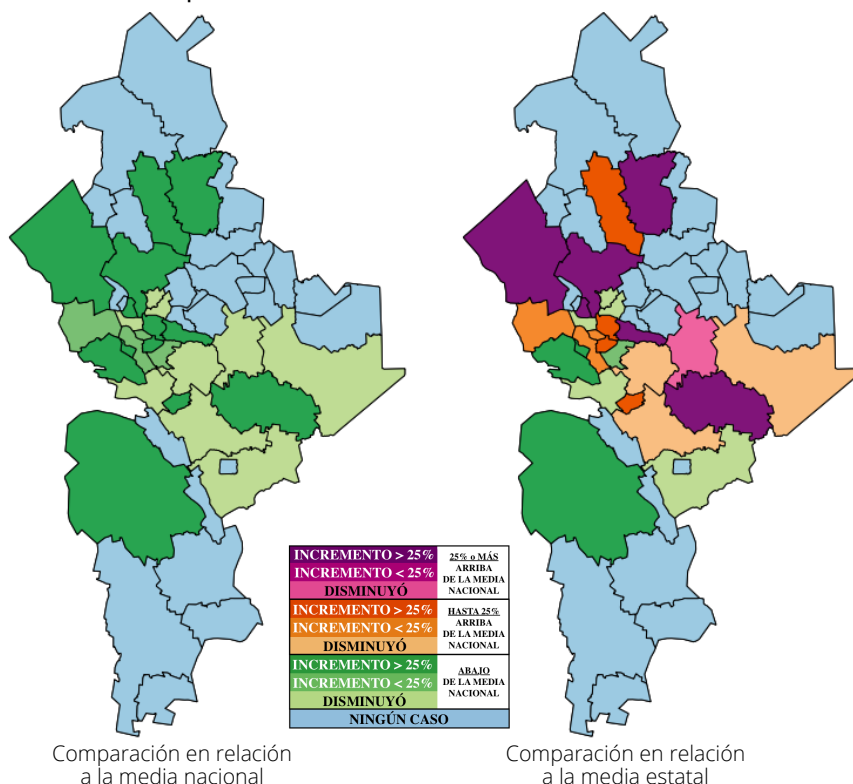 INCREMENTO > 25%
INCREMENTO < 25%
DISMINUYÓ
25% o MÁS
ARRIBA
DE LA MEDIA
NACIONAL
INCREMENTO > 25%
INCREMENTO < 25%
DISMINUYÓ
HASTA 25%
ARRIBA
DE LA MEDIA
NACIONAL
INCREMENTO > 25%
INCREMENTO < 25%
DISMINUYÓ
ABAJO
DE LA MEDIA
NACIONAL
NINGÚN CASO
Comparación en relación
a la media nacional
Comparación en relación
a la media estatal